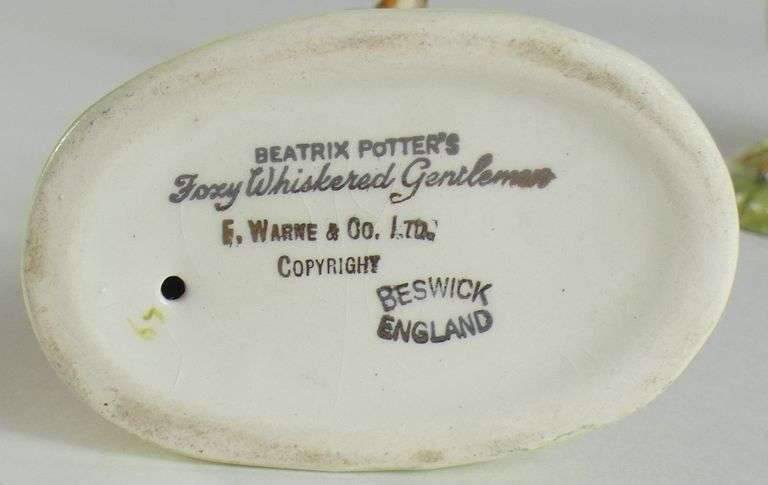 BEATRIX POTTER'S
Foxy Whiskered Gentleman
F. WARNE & CO. LTD.
COPYRIGHT
BESWICK
ENGLAND